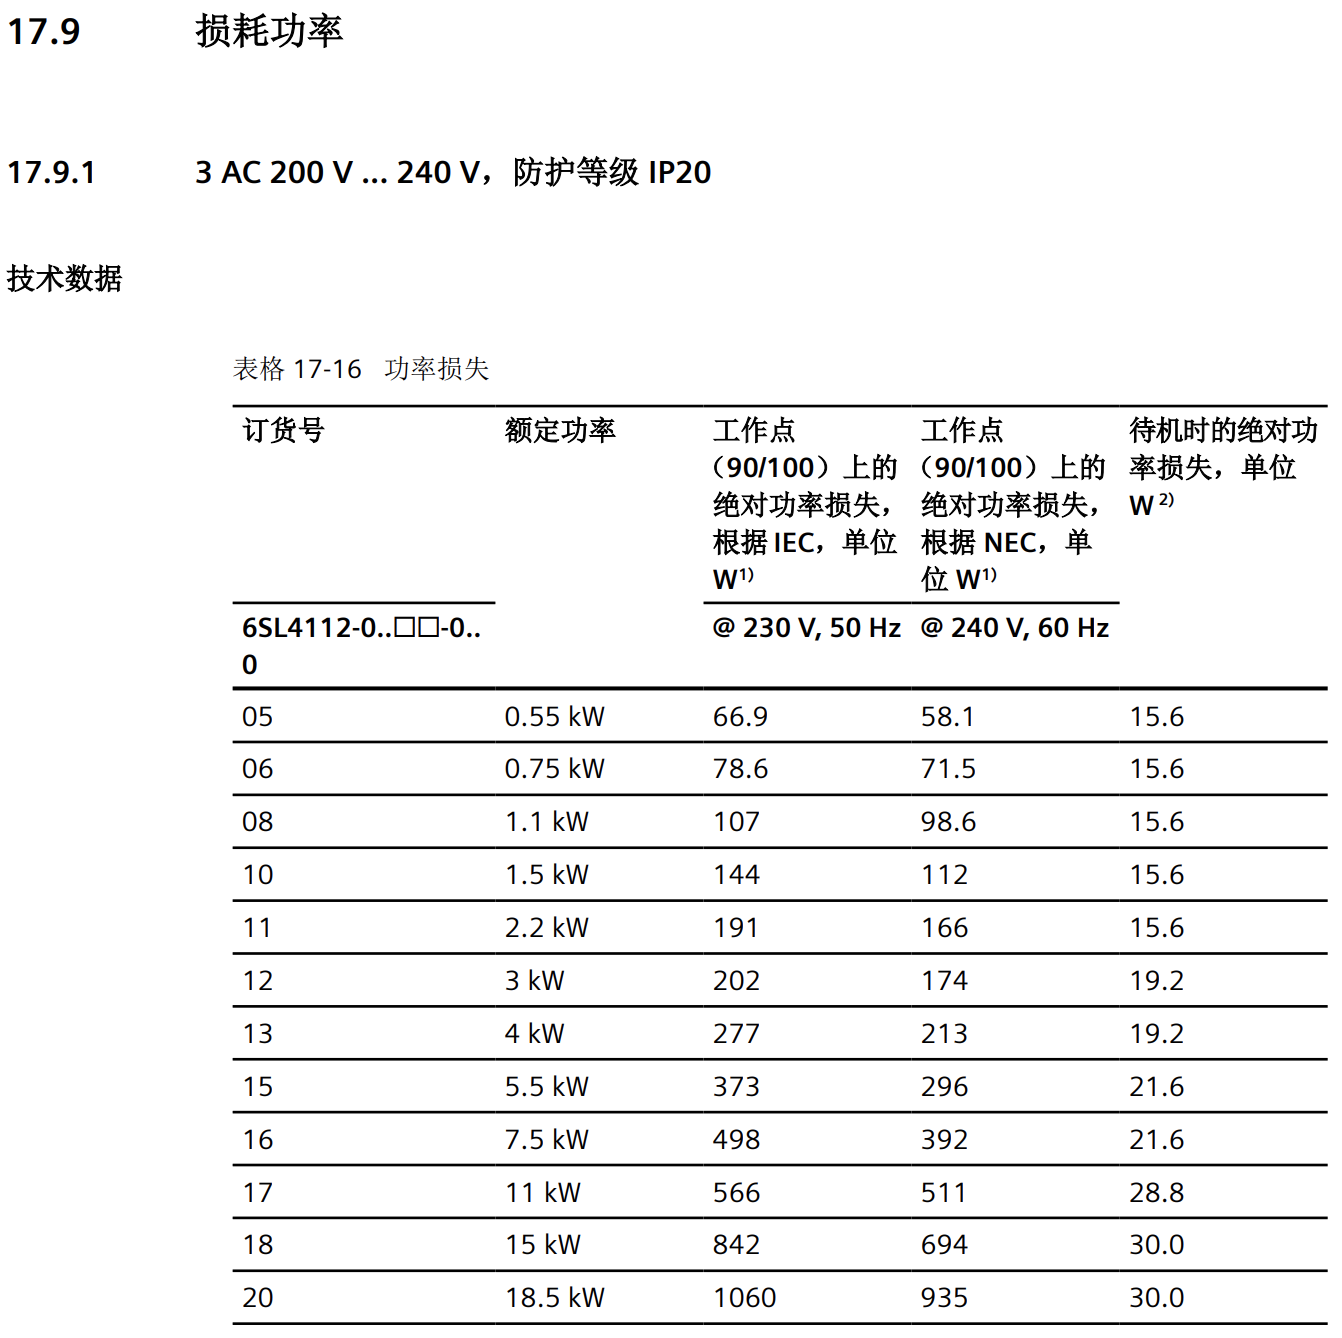 17.9 损耗功率
17.9.1 3 AC 200 V ... 240 V，防护等级 IP20
技术数据
表格 17-16 功率损失
订货号 额定功率 工作点 工作点 待机时的绝对功
（90/100）上的 （90/100）上的 率损失，单位
绝对功率损失， 绝对功率损失， W 2)
根据 IEC，单位 根据 NEC，单
W1) 位 W1)
6SL4112-0..□□-0.. @ 230 V, 50 Hz @ 240 V, 60 Hz
0
05 0.55 kW 66.9 58.1 15.6
06 0.75 kW 78.6 71.5 15.6
08 1.1 kW 107 98.6 15.6
10 1.5 kW 144 112 15.6
11 2.2 kW 191 166 15.6
12 3 kW 202 174 19.2
13 4 kW 277 213 19.2
15 5.5 kW 373 296 21.6
16 7.5 kW 498 392 21.6
17 11 kW 566 511 28.8
18 15 kW 842 694 30.0
20 18.5 kW 1060 935 30.0